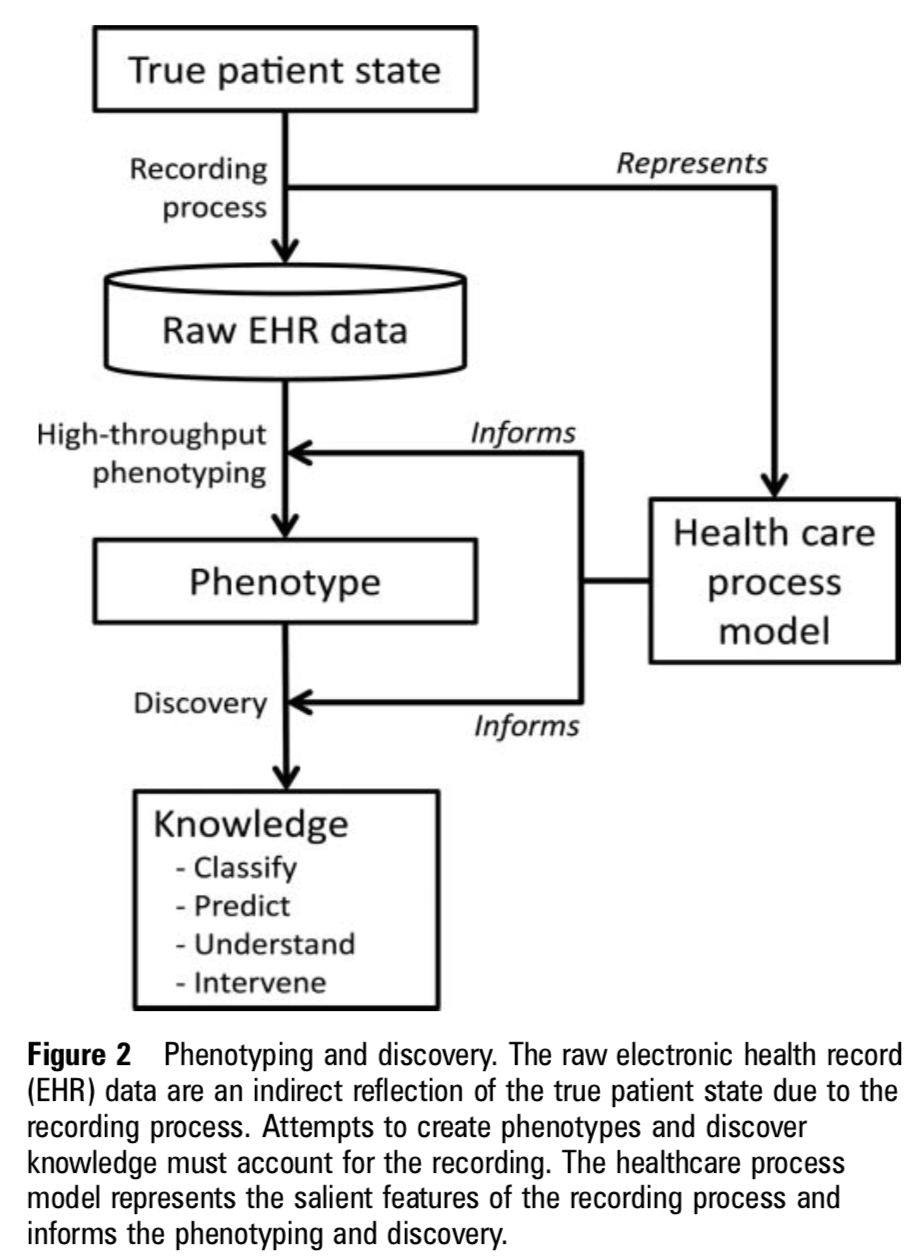 True patient state
Recording
process
Represents
Raw EHR data
High-throughput
phenotyping
Informs
Health care
process
model
Phenotype
Discovery
Informs
Knowledge
- Classify
- Predict
- Understand
- Intervene
Figure 2 Phenotyping and discovery. The raw electronic health record
(EHR) data are an indirect reflection of the true patient state due to the
recording process. Attempts to create phenotypes and discover
knowledge must account for the recording. The healthcare process
model represents the salient features of the recording process and
informs the phenotyping and discovery.